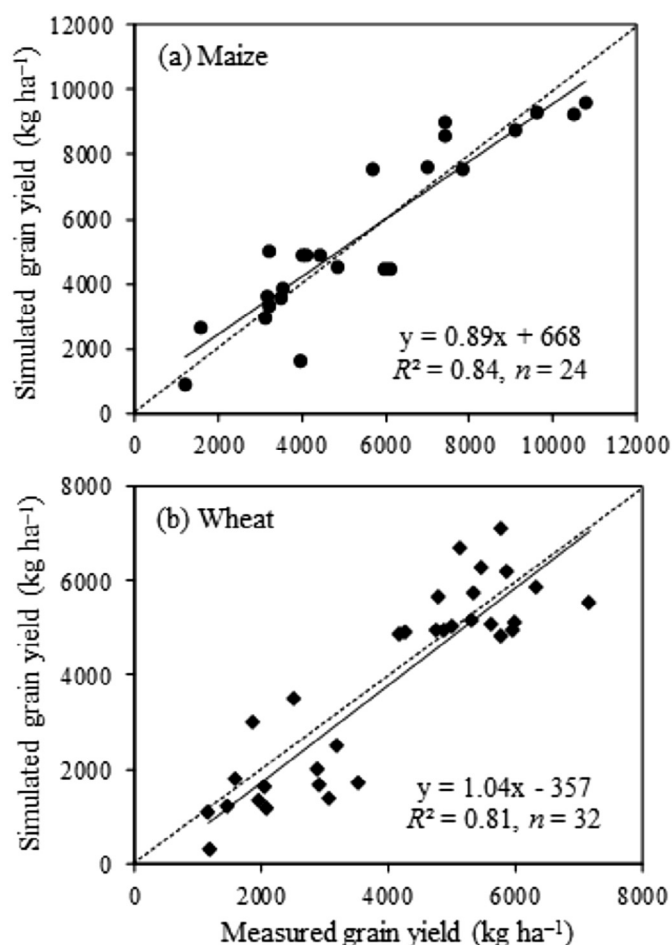 (a) Maize
Simulated grain yield (kg ha⁻¹)
12000
10000
8000
6000
4000
2000
0
y = 0.89x + 668
R² = 0.84, n = 24
0 2000 4000 6000 8000 10000 12000
(b) Wheat
Simulated grain yield (kg ha⁻¹)
8000
6000
4000
2000
0
y = 1.04x - 357
R² = 0.81, n = 32
0 2000 4000 6000 8000
Measured grain yield (kg ha⁻¹)